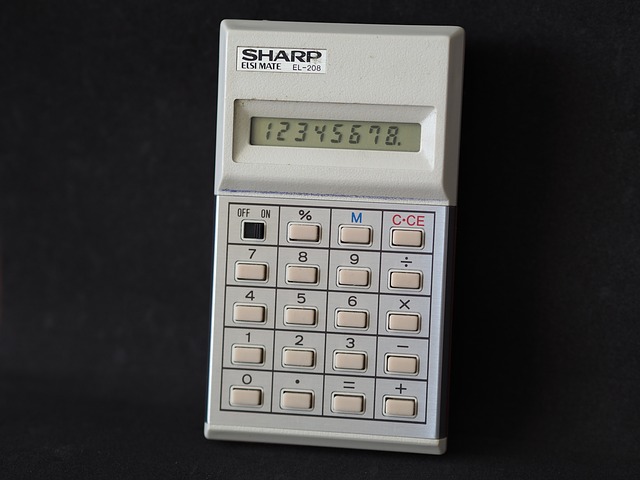 SHARP
ELSI MATE EL-208
12345678.
OFF ON % M C·CE
7 8 9 ÷
4 5 6 ×
1 2 3 −
0 · = +